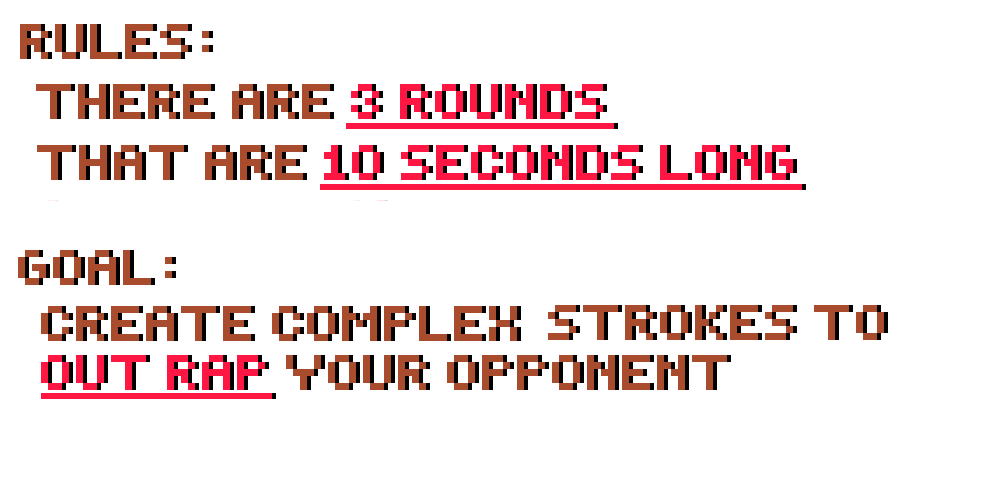 RULES:
THERE ARE 3 ROUNDS
THAT ARE 10 SECONDS LONG
GOAL:
CREATE COMPLEX STROKES TO
OUT RAP YOUR OPPONENT